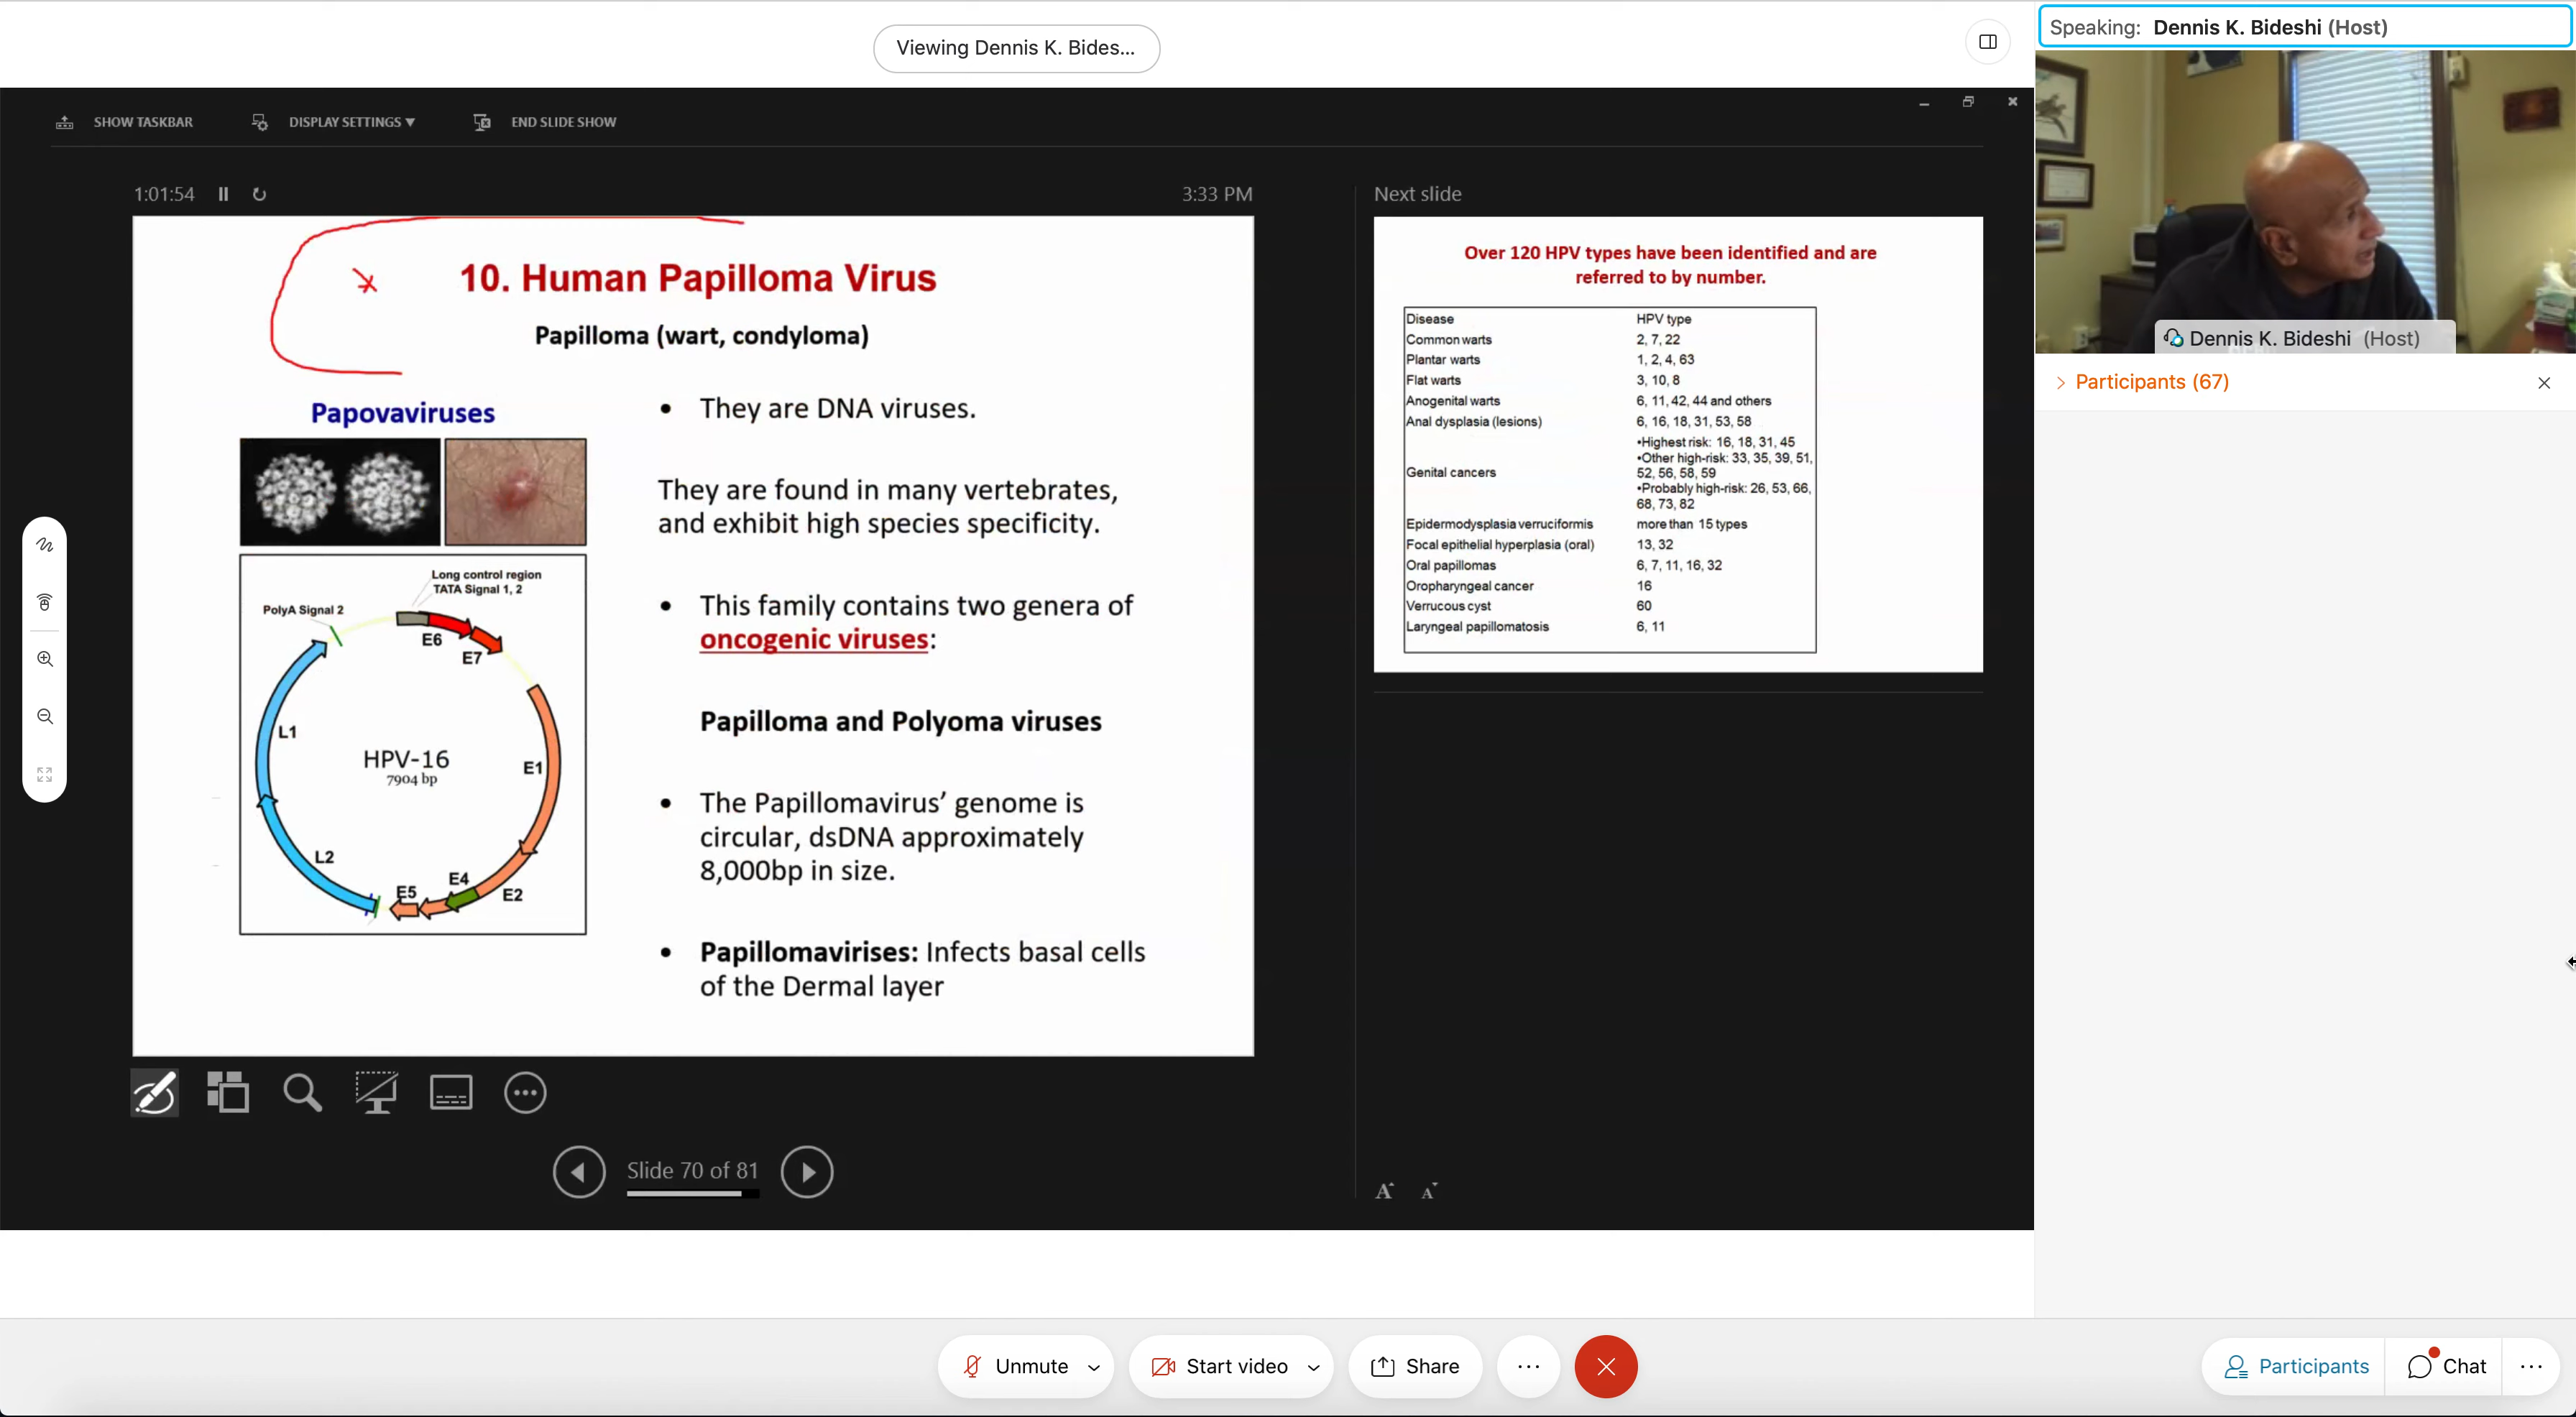 Viewing Dennis K. Bides...
Speaking: Dennis K. Bideshi (Host)
SHOW TASKBAR
DISPLAY SETTINGS ▼
END SLIDE SHOW
1:01:54
3:33 PM
10. Human Papilloma Virus
Papilloma (wart, condyloma)
Papovaviruses
Long control region
TATA Signal 1, 2
PolyA Signal 2
E6
E7
L1
HPV-16
7904 bp
E1
L2
E4
E5
E2
• They are DNA viruses.
They are found in many vertebrates,
and exhibit high species specificity.
• This family contains two genera of
oncogenic viruses:
Papilloma and Polyoma viruses
• The Papillomavirus’ genome is
circular, dsDNA approximately
8,000bp in size.
• Papillomavirises: Infects basal cells
of the Dermal layer
Slide 70 of 81
Next slide
Over 120 HPV types have been identified and are
referred to by number.
Disease HPV type
Common warts 2, 7, 22
Plantar warts 1, 2, 4, 63
Flat warts 3, 10, 8
Anogenital warts 6, 11, 42, 44 and others
Anal dysplasia (lesions) 6, 16, 18, 31, 53, 58
Genital cancers •Highest risk: 16, 18, 31, 45
•Other high-risk: 33, 35, 39, 51,
52, 56, 58, 59
•Probably high-risk: 26, 53, 66,
68, 73, 82
Epidermodysplasia verruciformis more than 15 types
Focal epithelial hyperplasia (oral) 13, 32
Oral papillomas 6, 7, 11, 16, 32
Oropharyngeal cancer 16
Verrucous cyst 60
Laryngeal papillomatosis 6, 11
A A
Dennis K. Bideshi (Host)
Participants (67)
Unmute
Start video
Share
Participants
Chat